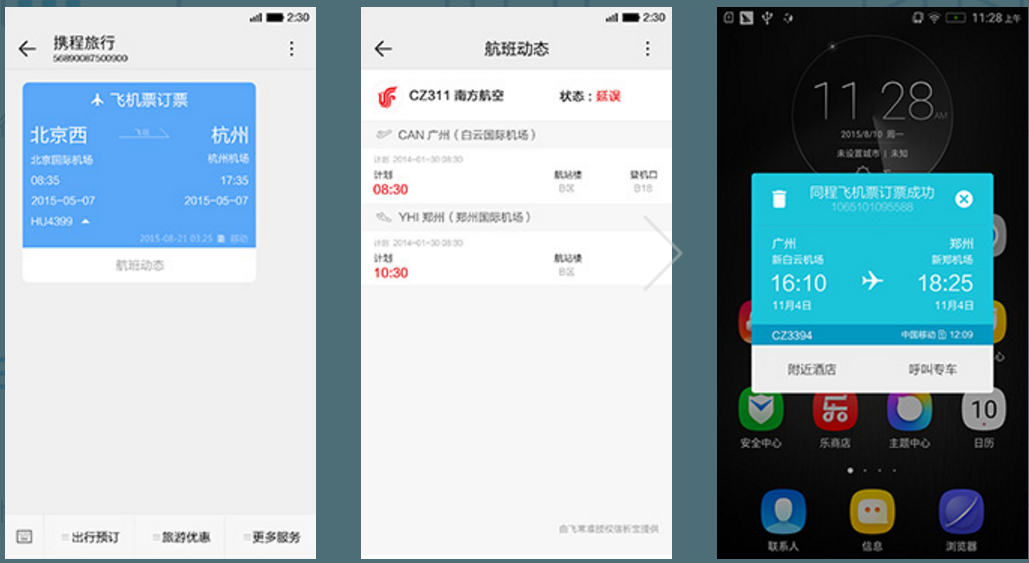 2:30
携程旅行
56890087500900
飞机票订票
北京西
飞机
杭州
北京国际机场
杭州机场
08:35
17:35
2015-05-07
2015-05-07
HU4399
2015-08-21 03:25
移动
航班动态
出行预订
旅游优惠
更多服务
2:30
航班动态
CZ311 南方航空
状态：延误
CAN 广州（白云国际机场）
计划 2014-01-30 08:30
计划
航站楼
登机口
08:30
B区
B18
YHI 郑州（郑州国际机场）
计划 2014-01-30 08:30
计划
航站楼
10:30
B区
由飞常准授权信析宝提供
11:28 上午
11 28 AM
2015/8/10 周一
未设置城市 | 未知
同程飞机票订票成功
1065101095588
广州
郑州
新白云机场
新郑机场
16:10
18:25
11月4日
11月4日
CZ3394
中国移动
12:09
附近酒店
呼叫专车
心
安全中心
乐商店
主题中心
10
日历
联系人
信息
浏览器